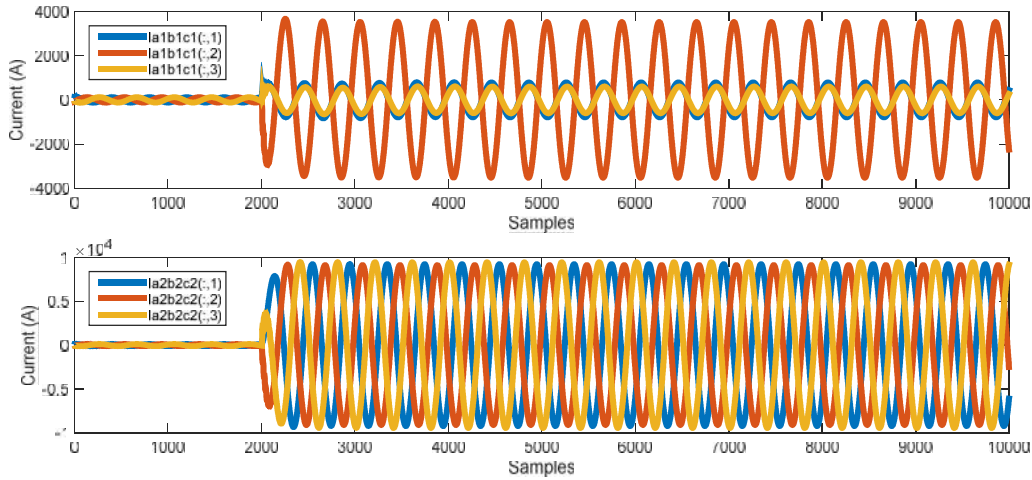 4000
2000
0
-2000
-4000
Current (A)
Ia1b1c1(:,1)
Ia1b1c1(:,2)
Ia1b1c1(:,3)
0 1000 2000 3000 4000 5000 6000 7000 8000 9000 10000
Samples
× 10⁴
1
0.5
0
-0.5
-1
Current (A)
Ia2b2c2(:,1)
Ia2b2c2(:,2)
Ia2b2c2(:,3)
0 1000 2000 3000 4000 5000 6000 7000 8000 9000 10000
Samples